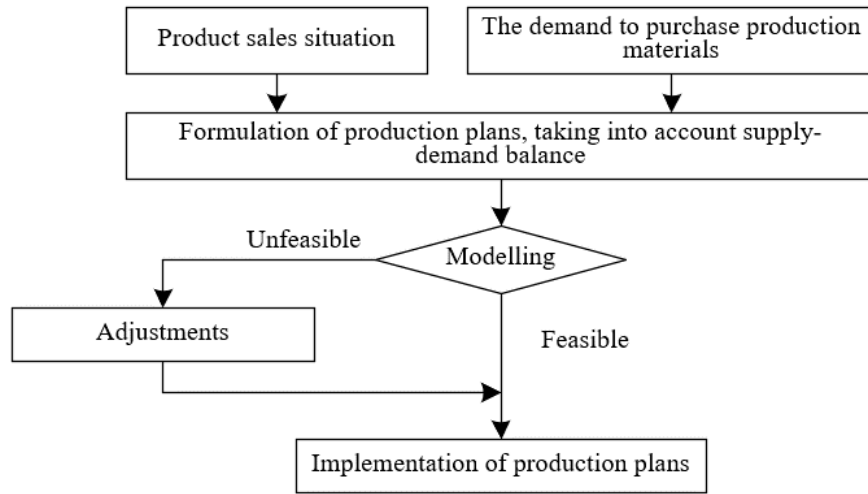 Product sales situation
The demand to purchase production
materials
Formulation of production plans, taking into account supply-
demand balance
Unfeasible
Modelling
Adjustments
Feasible
Implementation of production plans